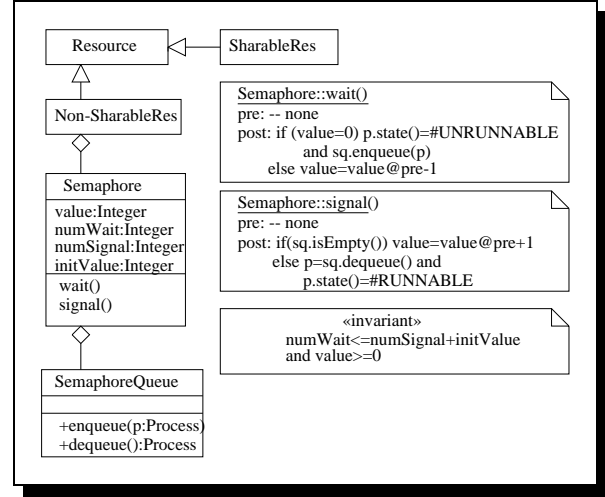 Resource
SharableRes
Non-SharableRes
Semaphore
value:Integer
numWait:Integer
numSignal:Integer
initValue:Integer
wait()
signal()
SemaphoreQueue
+enqueue(p:Process)
+dequeue():Process
Semaphore::wait()
pre: -- none
post: if (value=0) p.state()=#UNRUNNABLE
and sq.enqueue(p)
else value=value@pre-1
Semaphore::signal()
pre: -- none
post: if(sq.isEmpty()) value=value@pre+1
else p=sq.dequeue() and
p.state()=#RUNNABLE
«invariant»
numWait<=numSignal+initValue
and value>=0